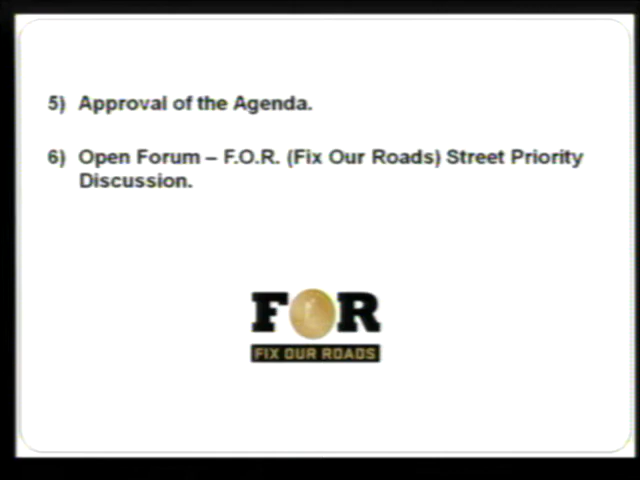 5) Approval of the Agenda.
6) Open Forum – F.O.R. (Fix Our Roads) Street Priority
Discussion.
FOR
FIX OUR ROADS